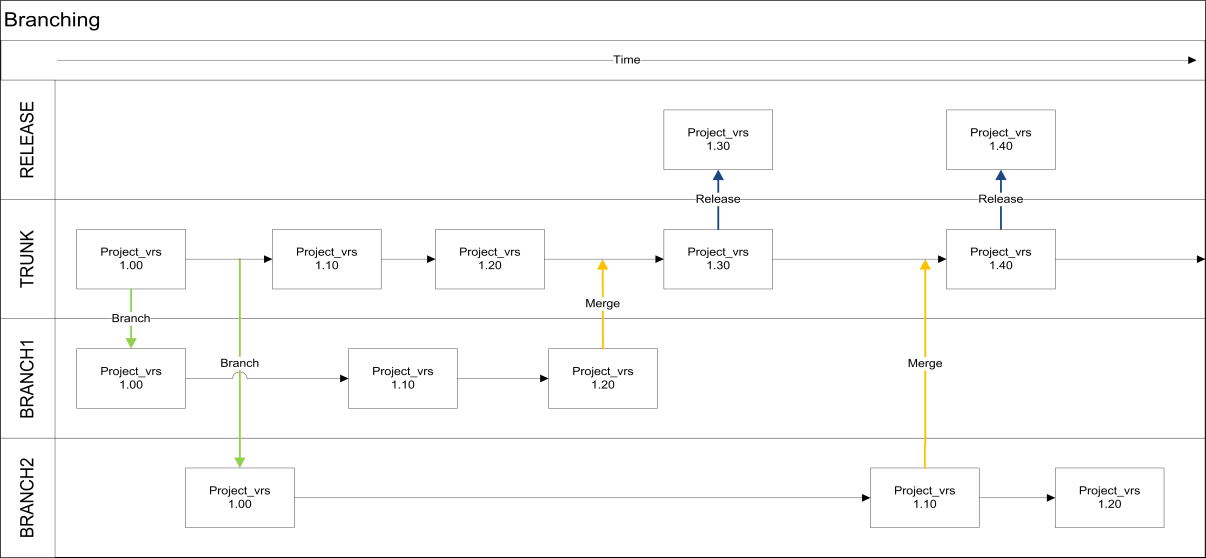 Branching
Time
RELEASE
Project_vrs
1.30
Project_vrs
1.40
Release
Release
TRUNK
Project_vrs
1.00
Project_vrs
1.10
Project_vrs
1.20
Project_vrs
1.30
Project_vrs
1.40
Branch
Merge
BRANCH1
Project_vrs
1.00
Branch
Project_vrs
1.10
Project_vrs
1.20
Merge
BRANCH2
Project_vrs
1.00
Project_vrs
1.10
Project_vrs
1.20